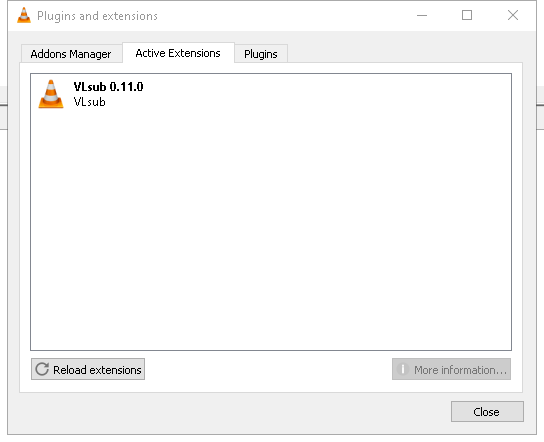 Plugins and extensions
Addons Manager
Active Extensions
Plugins
VLsub 0.11.0
VLsub
Reload extensions
More information...
Close